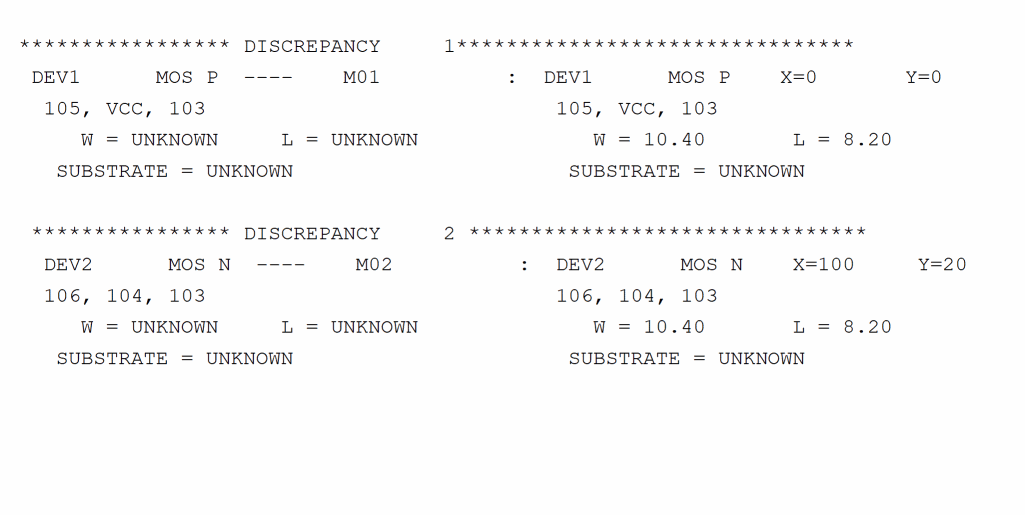 ***************** DISCREPANCY     1********************************
 DEV1      MOS P  ----    M01          :  DEV1      MOS P    X=0       Y=0
  105, VCC, 103                            105, VCC, 103
     W = UNKNOWN     L = UNKNOWN              W = 10.40       L = 8.20
   SUBSTRATE = UNKNOWN                      SUBSTRATE = UNKNOWN
 **************** DISCREPANCY     2 ********************************
  DEV2      MOS N  ----    M02          :  DEV2      MOS N    X=100     Y=20
  106, 104, 103                            106, 104, 103
     W = UNKNOWN     L = UNKNOWN              W = 10.40       L = 8.20
   SUBSTRATE = UNKNOWN                      SUBSTRATE = UNKNOWN